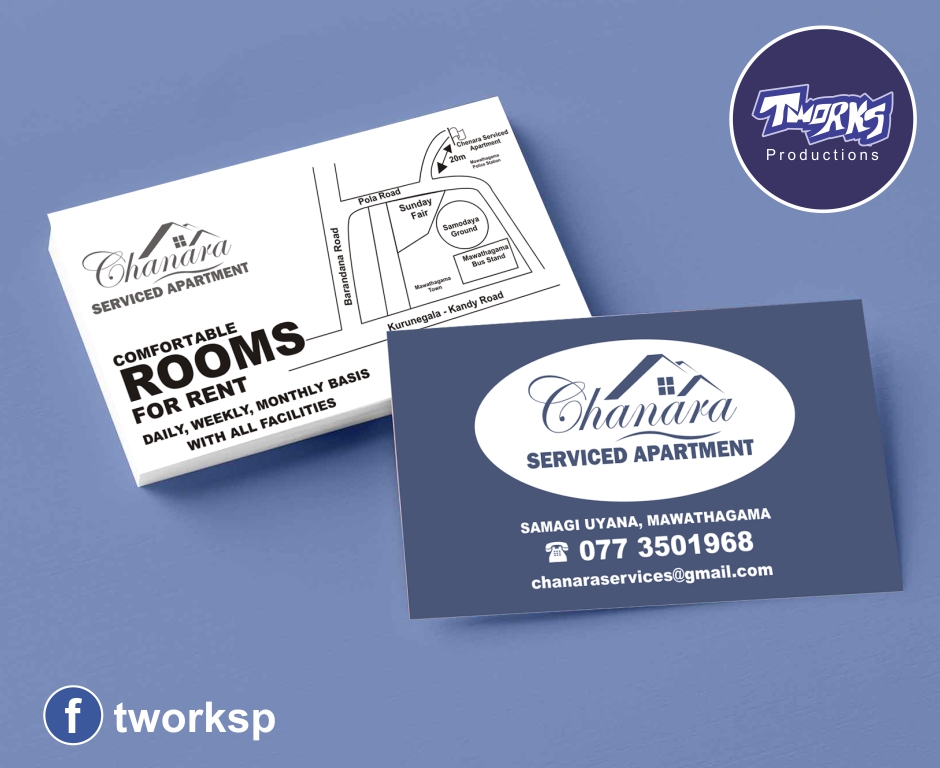 TWORKS
Productions
Chanara
SERVICED APARTMENT
COMFORTABLE
ROOMS
FOR RENT
DAILY, WEEKLY, MONTHLY BASIS
WITH ALL FACILITIES
Chenara Serviced
Apartment
20m
Mawathagama
Police Station
Pola Road
Sunday
Fair
Samodaya
Ground
Barandana Road
Mawathagama
Bus Stand
Mawathagama
Town
Kurunegala - Kandy Road
Chanara
SERVICED APARTMENT
SAMAGI UYANA, MAWATHAGAMA
☎ 077 3501968
chanaraservices@gmail.com
f tworksp